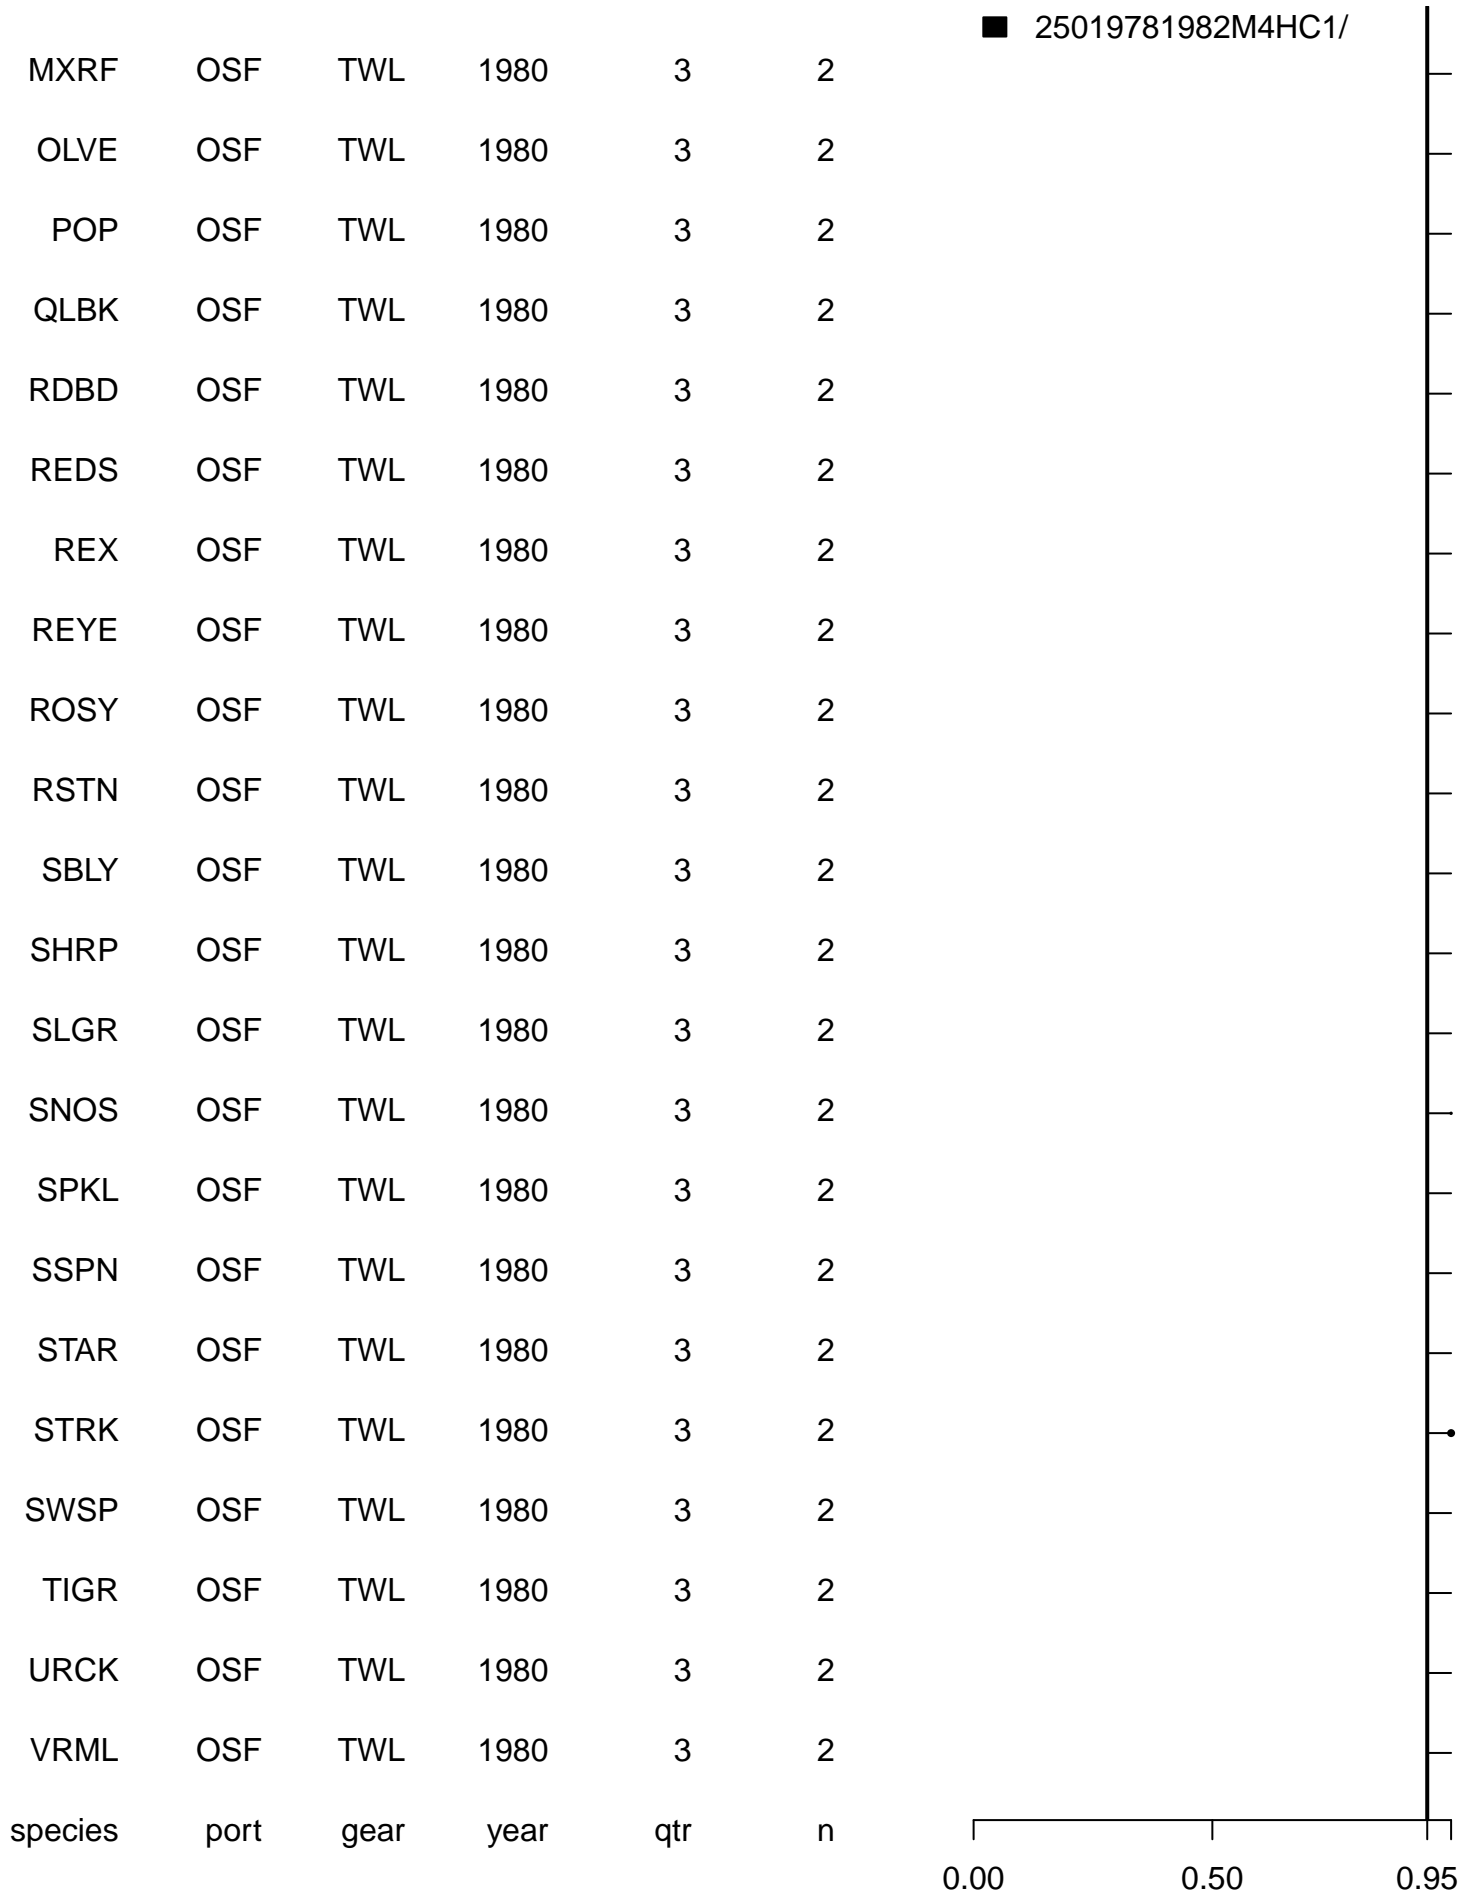 25019781982M4HC1/
MXRF OSF TWL 1980 3 2
OLVE OSF TWL 1980 3 2
POP OSF TWL 1980 3 2
QLBK OSF TWL 1980 3 2
RDBD OSF TWL 1980 3 2
REDS OSF TWL 1980 3 2
REX OSF TWL 1980 3 2
REYE OSF TWL 1980 3 2
ROSY OSF TWL 1980 3 2
RSTN OSF TWL 1980 3 2
SBLY OSF TWL 1980 3 2
SHRP OSF TWL 1980 3 2
SLGR OSF TWL 1980 3 2
SNOS OSF TWL 1980 3 2
SPKL OSF TWL 1980 3 2
SSPN OSF TWL 1980 3 2
STAR OSF TWL 1980 3 2
STRK OSF TWL 1980 3 2
SWSP OSF TWL 1980 3 2
TIGR OSF TWL 1980 3 2
URCK OSF TWL 1980 3 2
VRML OSF TWL 1980 3 2
species port gear year qtr n
0.00 0.50 0.95